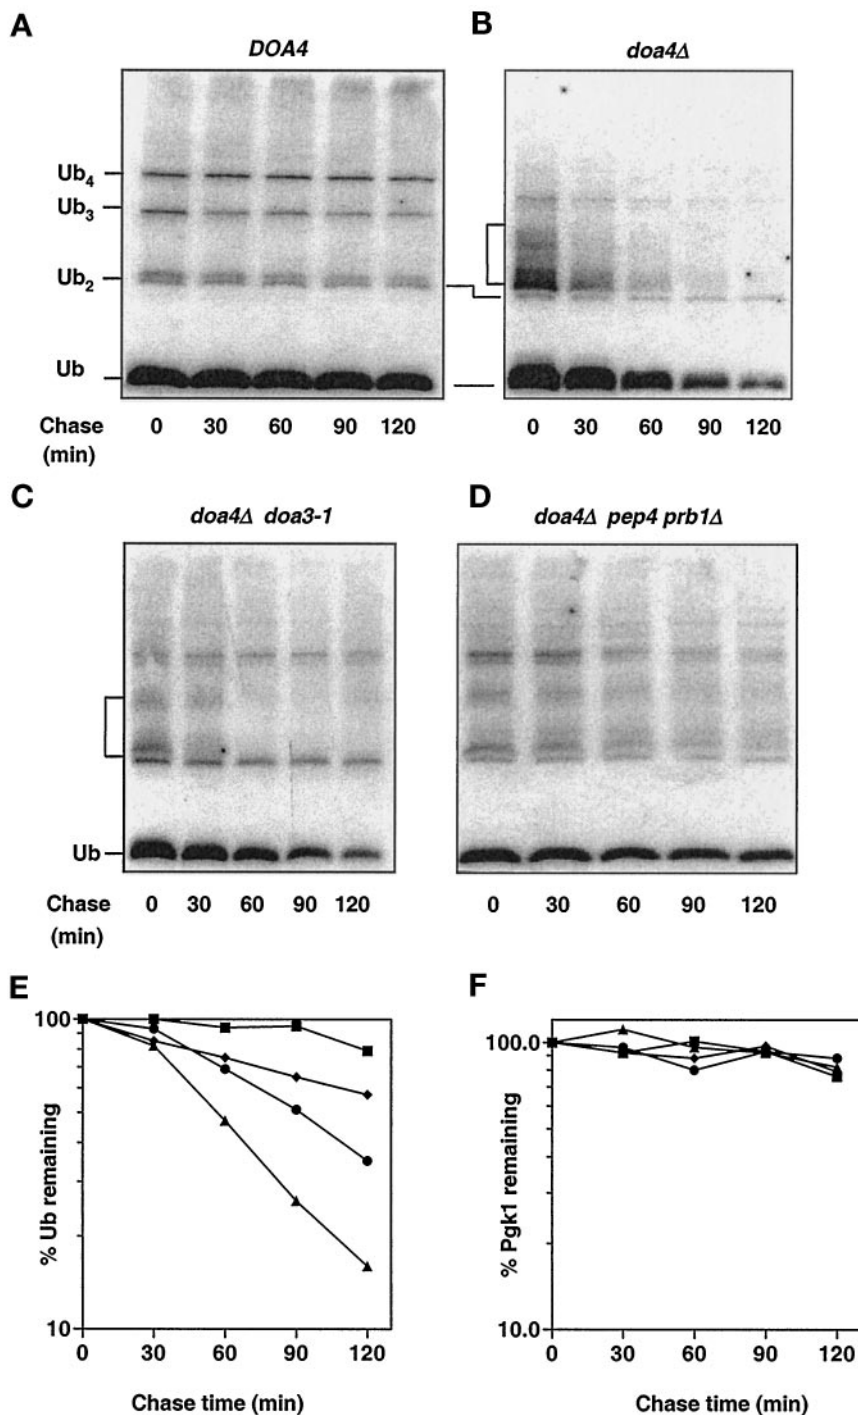 A
DOA4
B
doa4Δ
Ub4
Ub3
Ub2
Ub
Chase 0 30 60 90 120 0 30 60 90 120
(min)
C
doa4Δ doa3-1
D
doa4Δ pep4 prb1Δ
Ub
Chase 0 30 60 90 120 0 30 60 90 120
(min)
E
100
% Ub remaining
10
0 30 60 90 120
Chase time (min)
F
100.0
% Pgk1 remaining
10.0
0 30 60 90 120
Chase time (min)